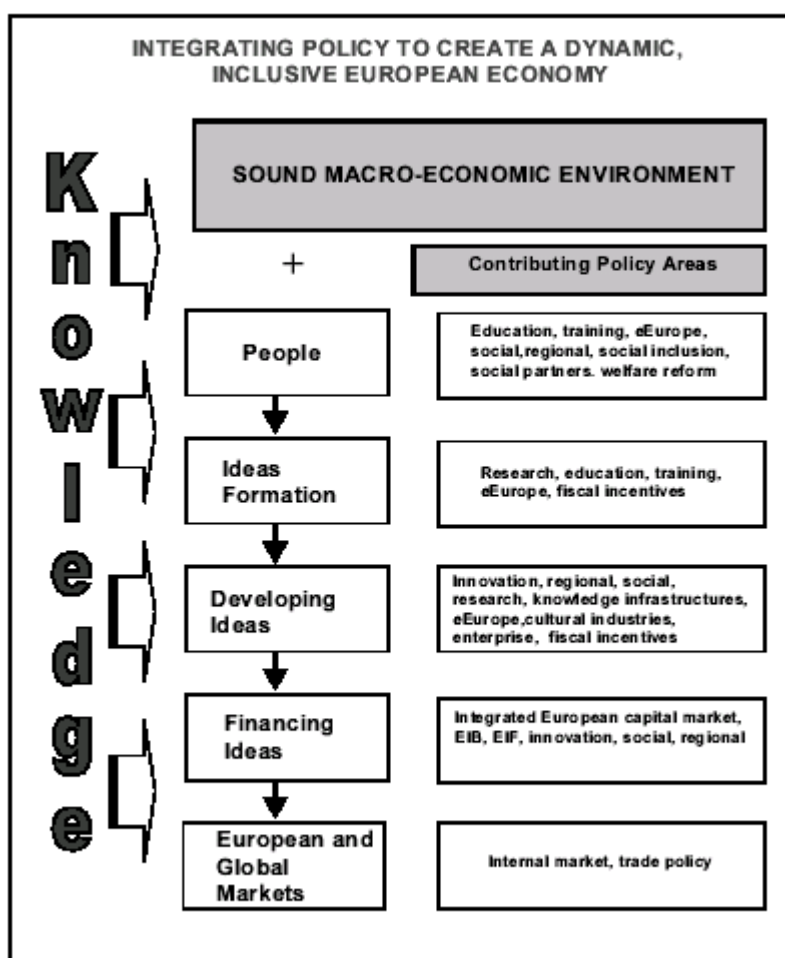 INTEGRATING POLICY TO CREATE A DYNAMIC,
INCLUSIVE EUROPEAN ECONOMY
Knowledge
SOUND MACRO-ECONOMIC ENVIRONMENT
+
Contributing Policy Areas
People
Education, training, eEurope,
social,regional, social inclusion,
social partners. welfare reform
Ideas
Formation
Research, education, training,
eEurope, fiscal incentives
Developing
Ideas
Innovation, regional, social,
research, knowledge infrastructures,
eEurope,cultural industries,
enterprise, fiscal incentives
Financing
Ideas
Integrated European capital market,
EIB, EIF, innovation, social, regional
European and
Global
Markets
Internal market, trade policy